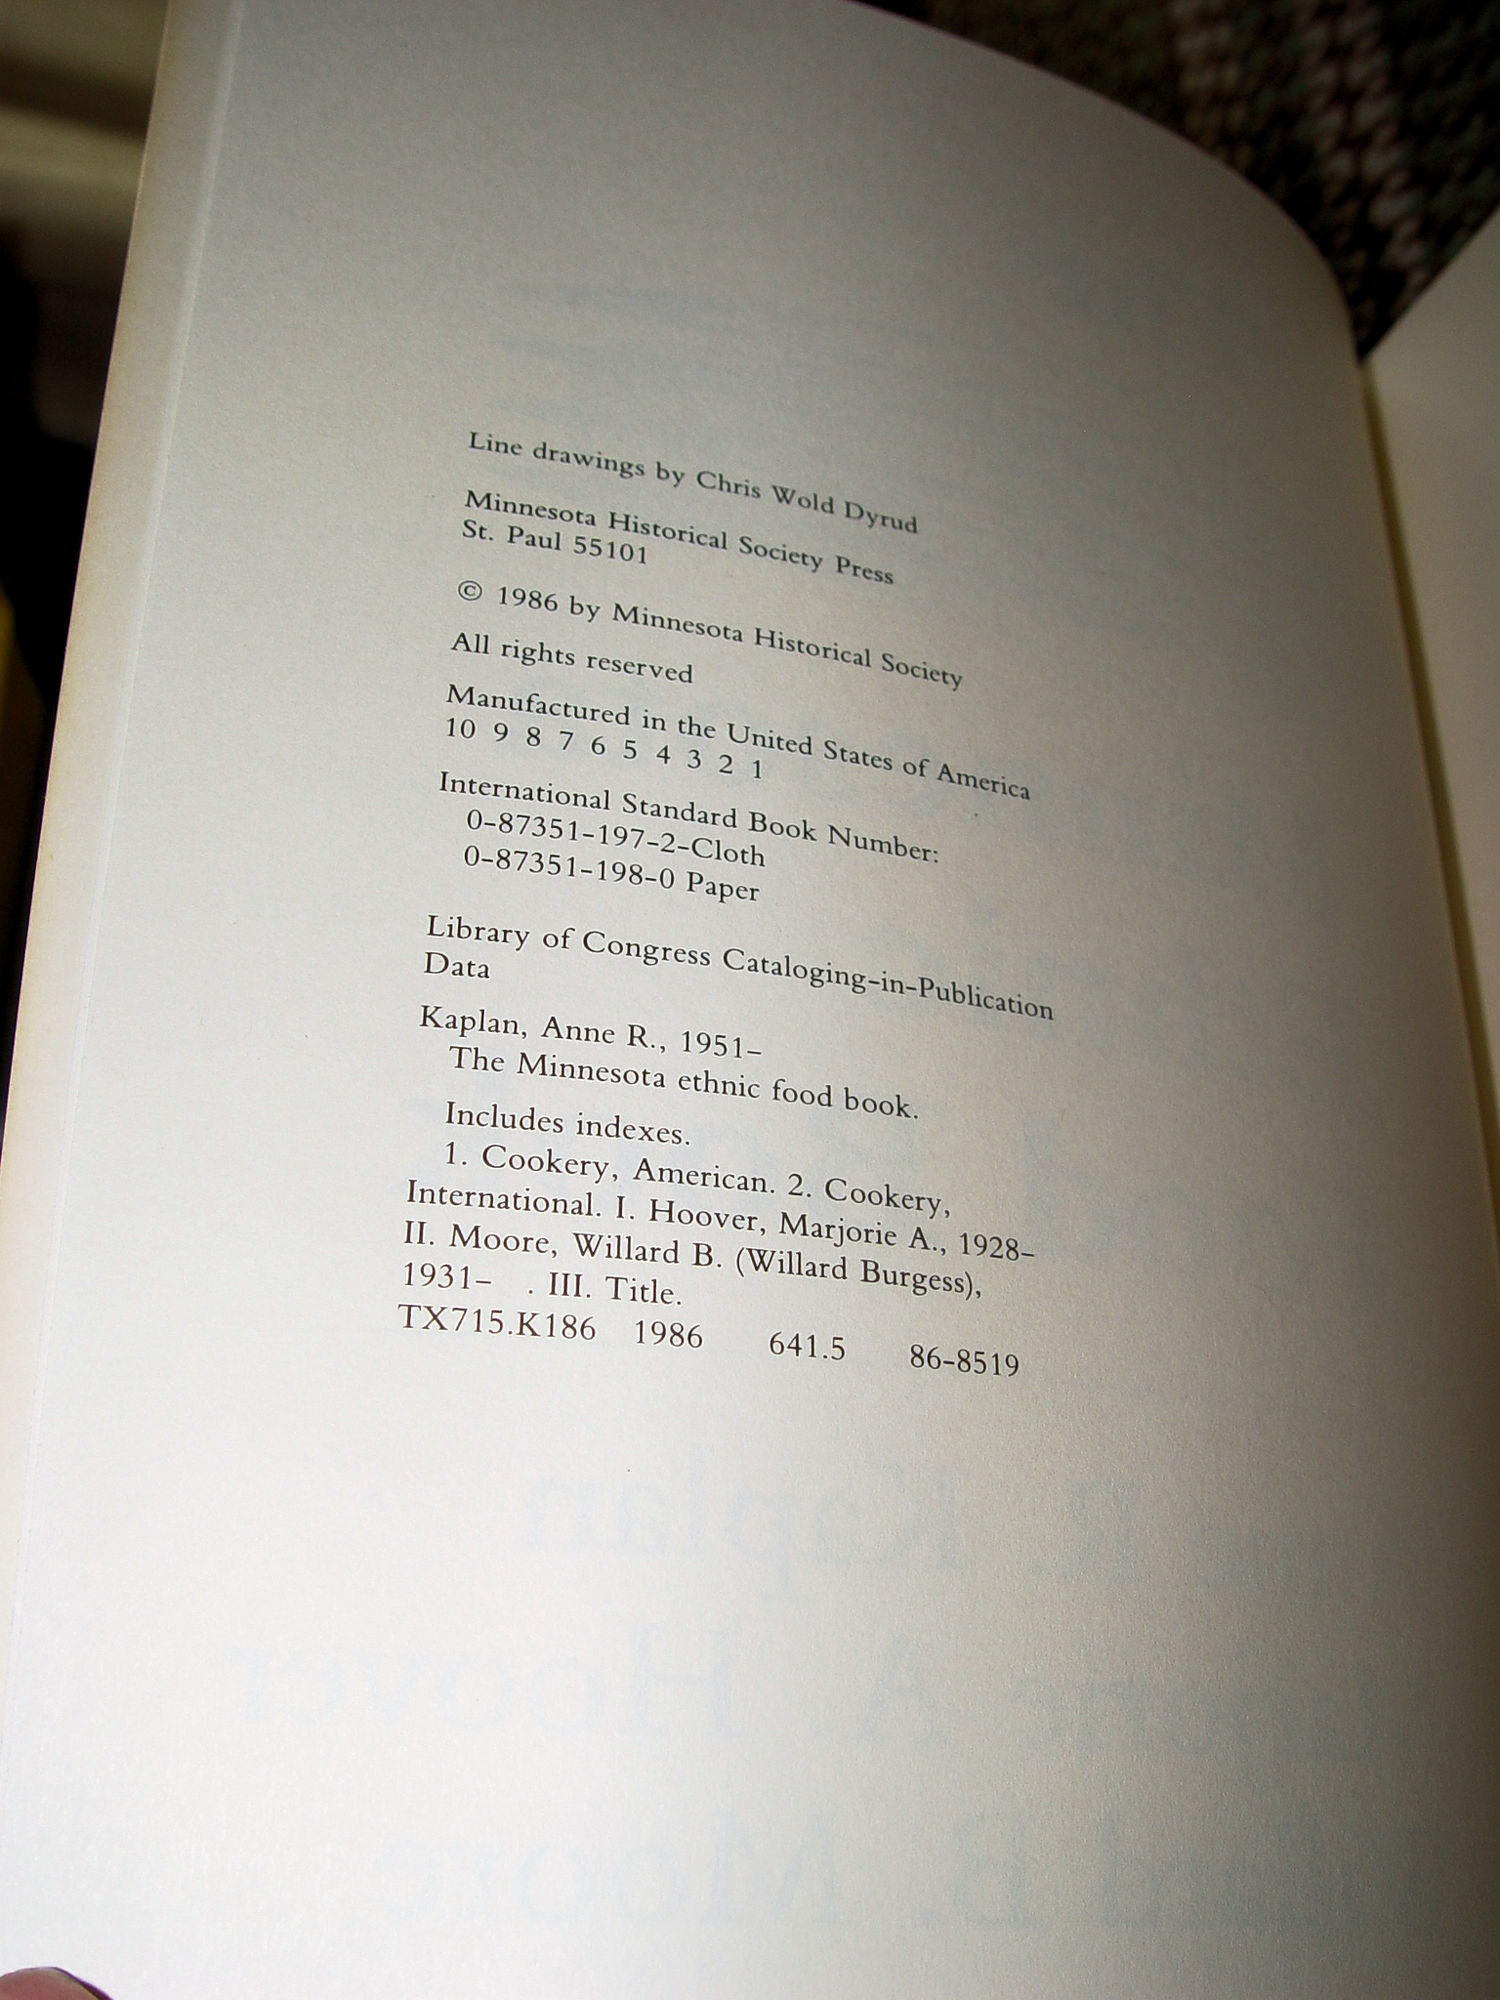 Line drawings by Chris Wold Dyrud
Minnesota Historical Society Press
St. Paul 55101
© 1986 by Minnesota Historical Society
All rights reserved
Manufactured in the United States of America
10 9 8 7 6 5 4 3 2 1
International Standard Book Number:
0-87351-197-2-Cloth
0-87351-198-0 Paper
Library of Congress Cataloging-in-Publication
Data
Kaplan, Anne R., 1951-
The Minnesota ethnic food book.
Includes indexes.
1. Cookery, American. 2. Cookery,
International. I. Hoover, Marjorie A., 1928-
II. Moore, Willard B. (Willard Burgess),
1931- . III. Title.
TX715.K186 1986 641.5 86-8519